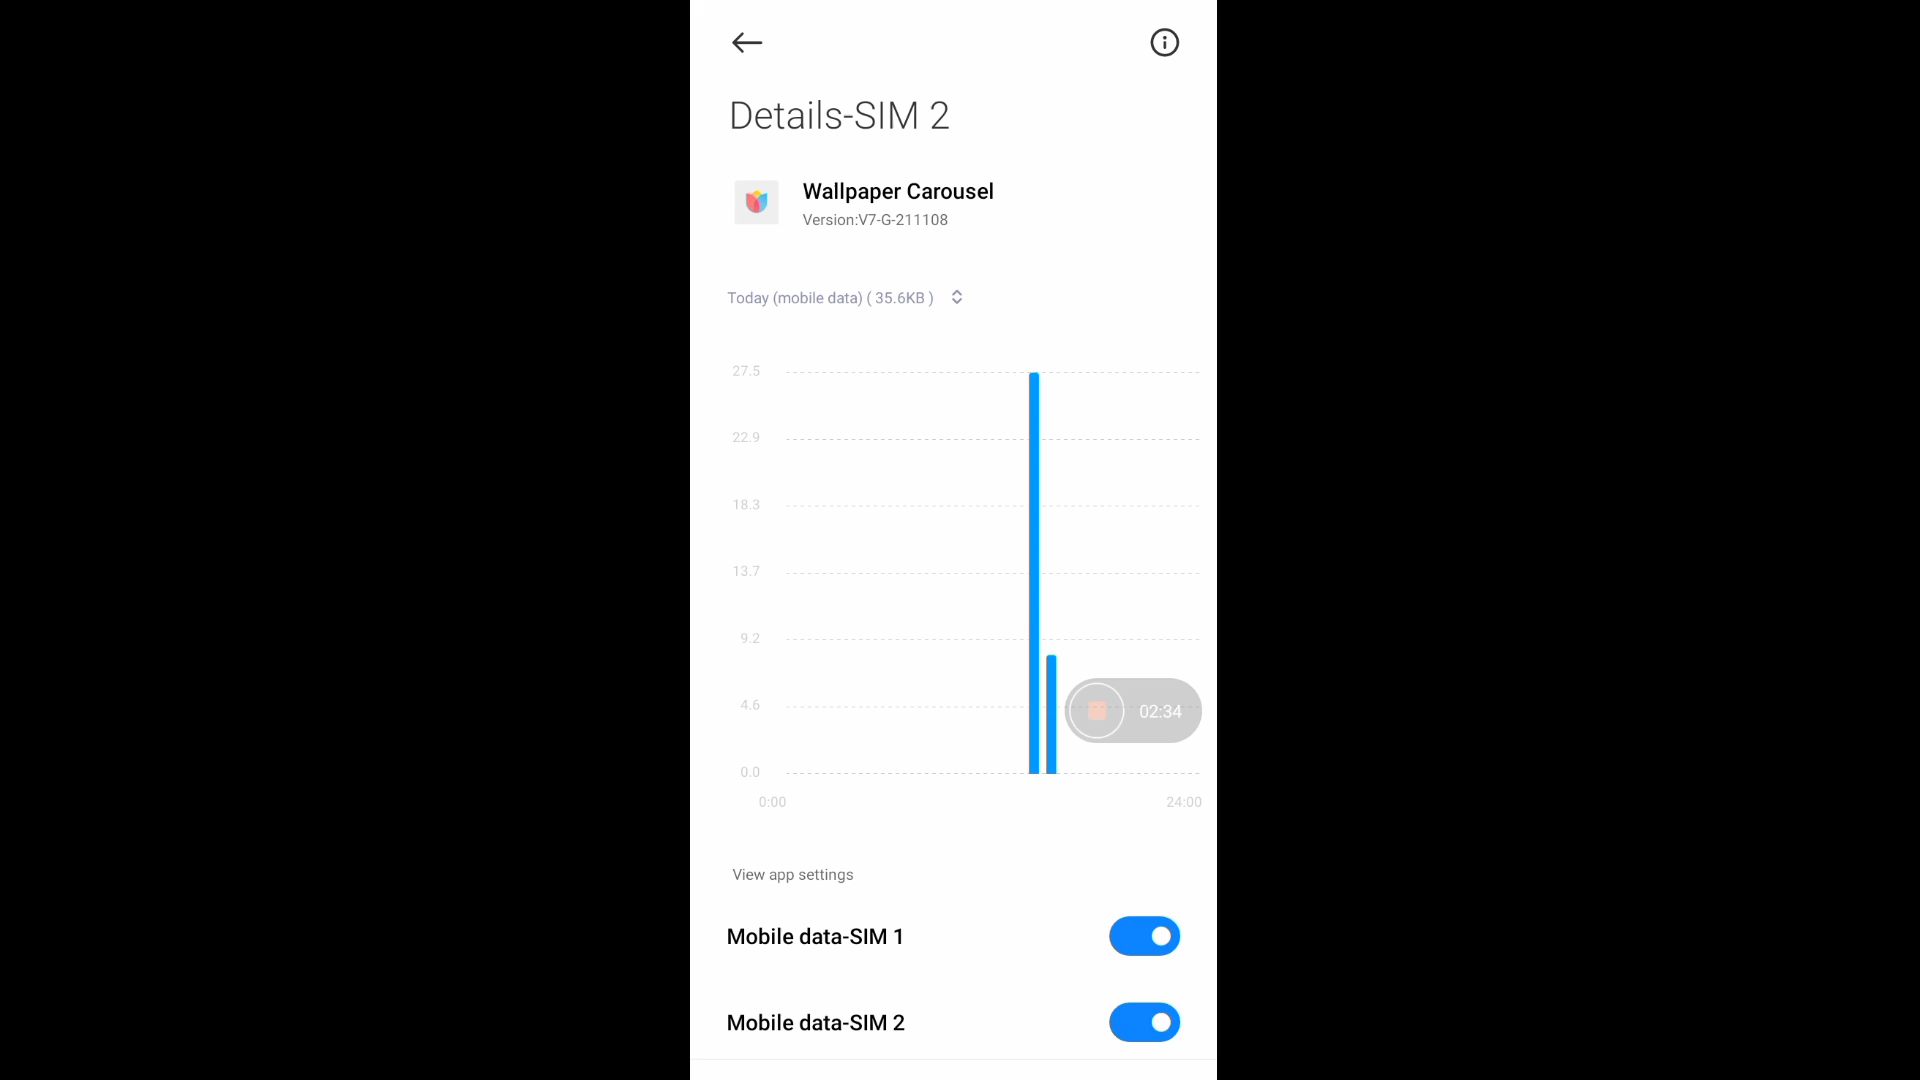 Details-SIM 2
Wallpaper Carousel
Version:V7-G-211108
Today (mobile data) ( 35.6KB )
27.5
22.9
18.3
13.7
9.2
4.6
02:34
0.0
0:00 24:00
View app settings
Mobile data-SIM 1
Mobile data-SIM 2